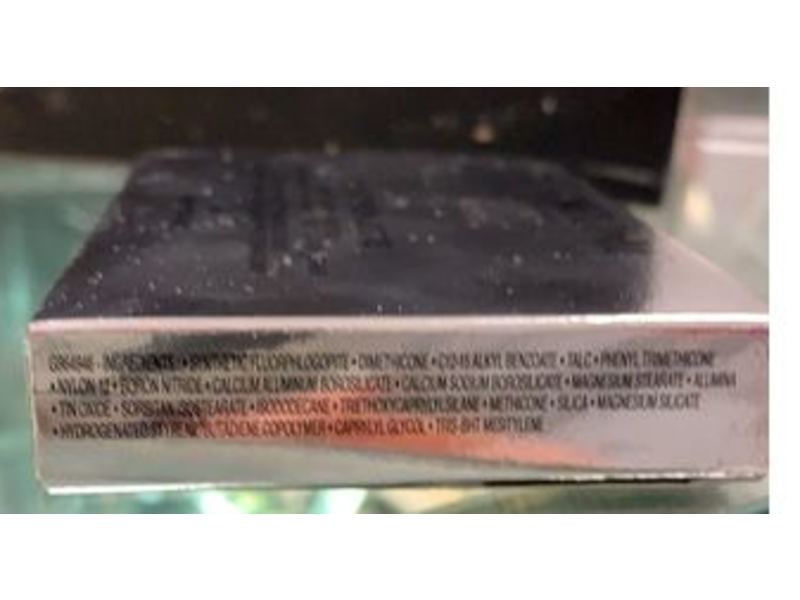 INGREDIENTS • SYNTHETIC FLUORPHLOGOPITE • DIMETHICONE • C12-15 ALKYL BENZOATE • TALC • PHENYL TRIMETHICONE
• NYLON-12 • BORON NITRIDE • CALCIUM ALUMINUM BOROSILICATE • CALCIUM SODIUM BOROSILICATE • MAGNESIUM STEARATE • ALUMINA
• TIN OXIDE • SORBITAN ISOSTEARATE • ISODODECANE • TRIETHOXYCAPRYLYLSILANE • METHICONE • SILICA • MAGNESIUM SILICATE
• HYDROGENATED STYRENE/BUTADIENE COPOLYMER • CAPRYLYL GLYCOL • TRIS-BHT MESITYLENE